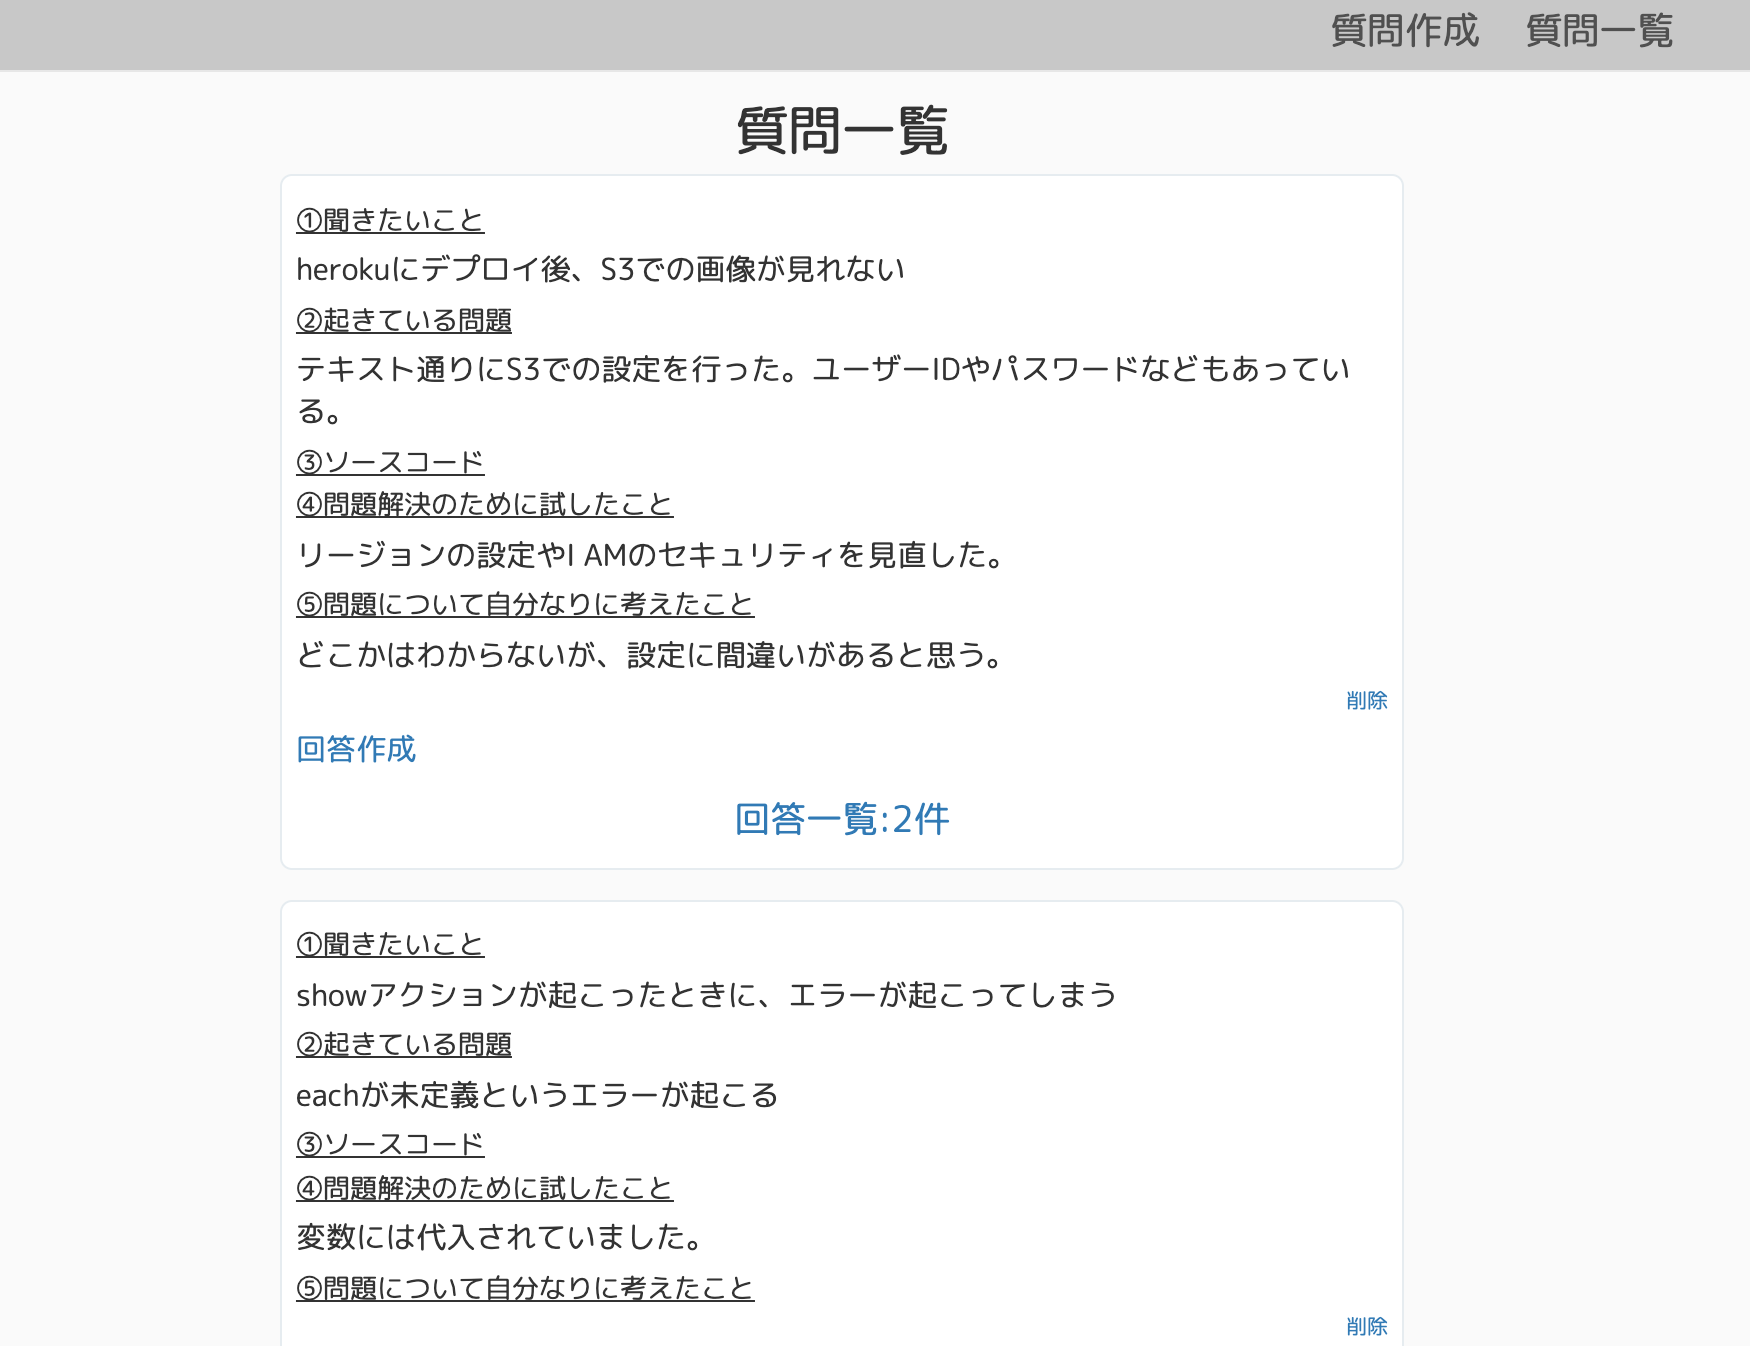 質問作成 質問一覧
質問一覧
①聞きたいこと
herokuにデプロイ後、S3での画像が見れない
②起きている問題
テキスト通りにS3での設定を行った。ユーザーIDやパスワードなどもあってい
る。
③ソースコード
④問題解決のために試したこと
リージョンの設定やI AMのセキュリティを見直した。
⑤問題について自分なりに考えたこと
どこかはわからないが、設定に間違いがあると思う。
削除
回答作成
回答一覧:2件
①聞きたいこと
showアクションが起こったときに、エラーが起こってしまう
②起きている問題
eachが未定義というエラーが起こる
③ソースコード
④問題解決のために試したこと
変数には代入されていました。
⑤問題について自分なりに考えたこと
削除